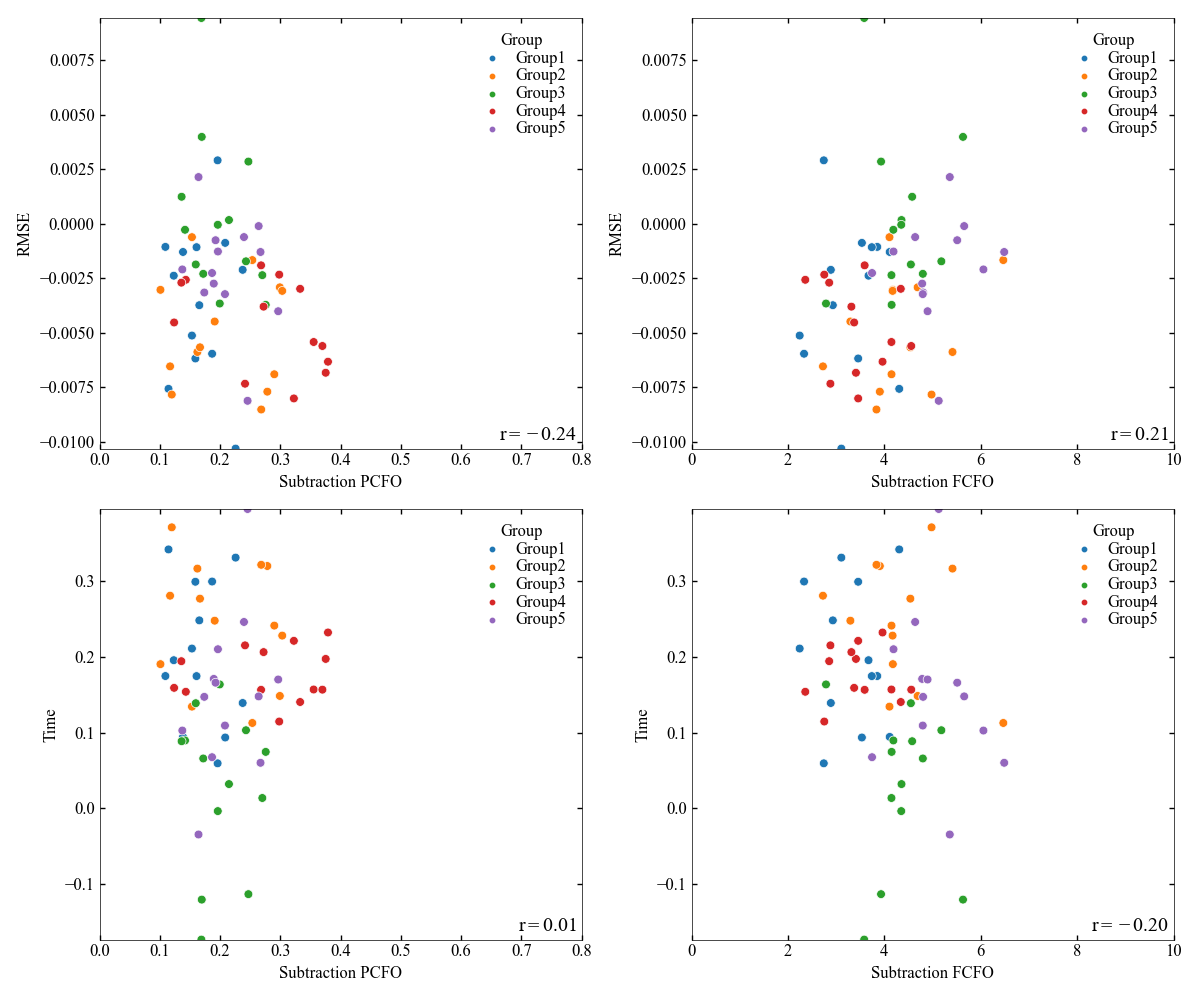 Group
Group1
Group2
Group3
Group4
Group5
0.0075
0.0050
0.0025
0.0000
−0.0025
−0.0050
−0.0075
−0.0100
RMSE
r= −0.24
0.0 0.1 0.2 0.3 0.4 0.5 0.6 0.7 0.8
Subtraction PCFO
Group
Group1
Group2
Group3
Group4
Group5
0.0075
0.0050
0.0025
0.0000
−0.0025
−0.0050
−0.0075
−0.0100
RMSE
r=0.21
0 2 4 6 8 10
Subtraction FCFO
Group
Group1
Group2
Group3
Group4
Group5
0.3
0.2
0.1
0.0
−0.1
Time
r=0.01
0.0 0.1 0.2 0.3 0.4 0.5 0.6 0.7 0.8
Subtraction PCFO
Group
Group1
Group2
Group3
Group4
Group5
0.3
0.2
0.1
0.0
−0.1
Time
r= −0.20
0 2 4 6 8 10
Subtraction FCFO